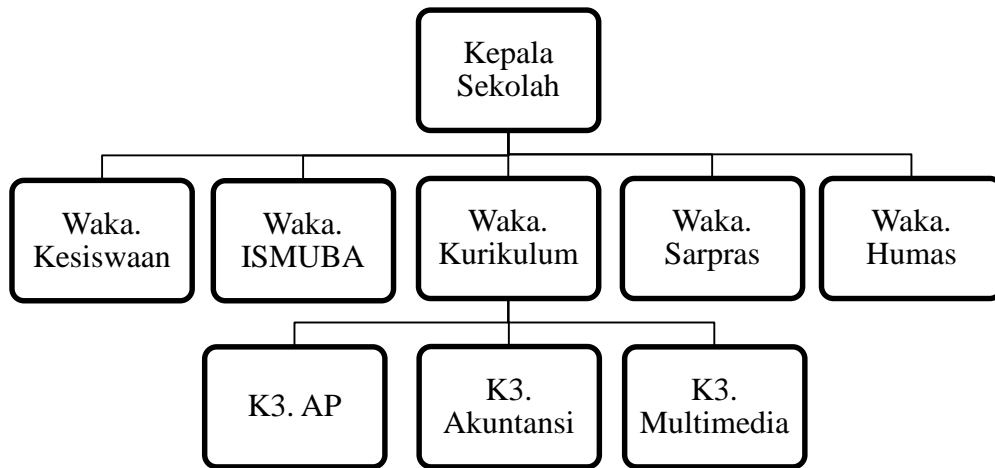 Kepala
Sekolah
Waka.
Kesiswaan
Waka.
ISMUBA
Waka.
Kurikulum
Waka.
Sarpras
Waka.
Humas
K3. AP
K3.
Akuntansi
K3.
Multimedia